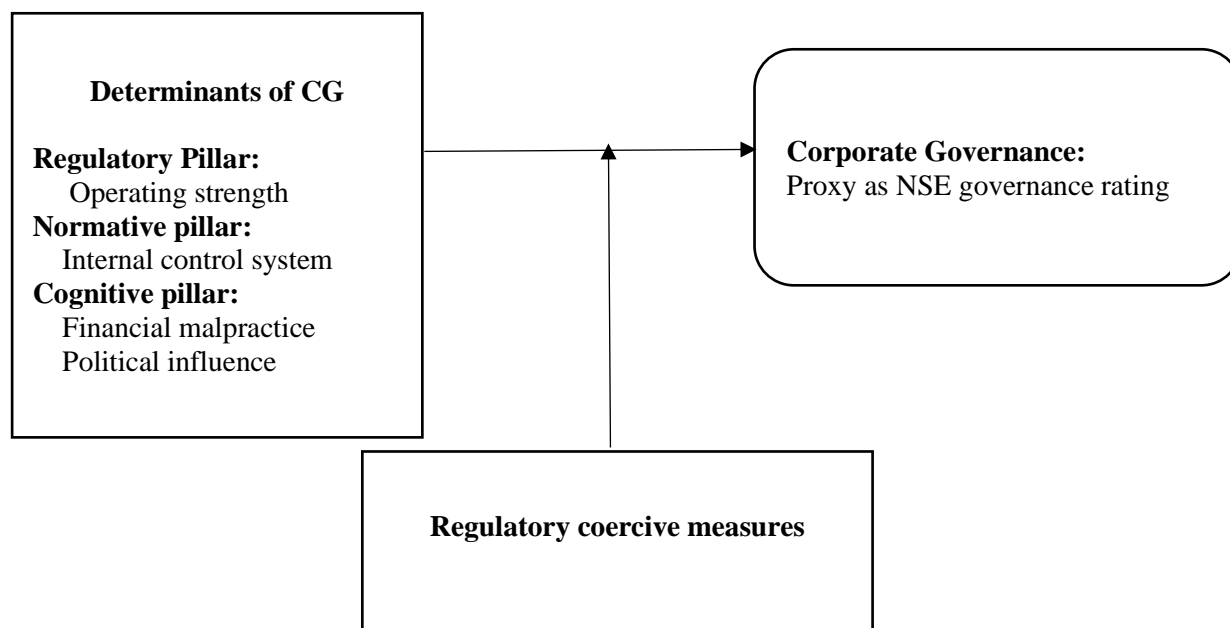 Determinants of CG
Regulatory Pillar:
Operating strength
Normative pillar:
Internal control system
Cognitive pillar:
Financial malpractice
Political influence
Corporate Governance:
Proxy as NSE governance rating
Regulatory coercive measures